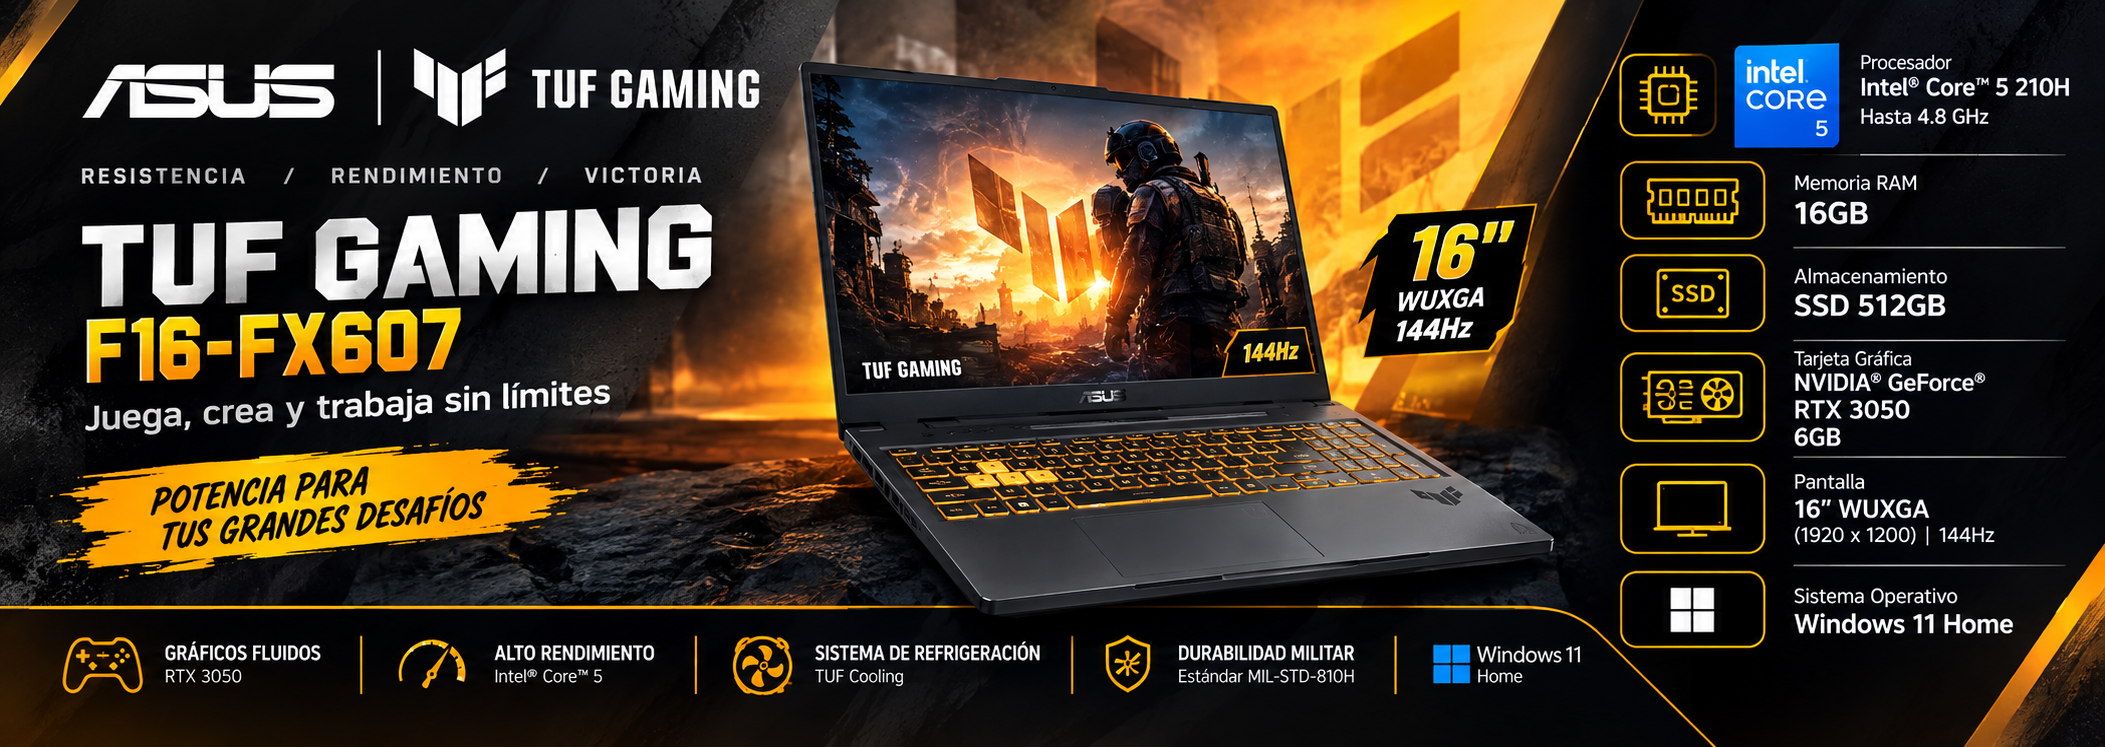 ASUS
TUF GAMING
RESISTENCIA / RENDIMIENTO / VICTORIA
TUF GAMING
F16-FX607
Juega, crea y trabaja sin límites
POTENCIA PARA
TUS GRANDES DESAFÍOS
TUF GAMING
144Hz
ASUS
16”
WUXGA
144Hz
intel
CORE
5
Procesador
Intel® Core™ 5 210H
Hasta 4.8 GHz
Memoria RAM
16GB
SSD
Almacenamiento
SSD 512GB
Tarjeta Gráfica
NVIDIA® GeForce®
RTX 3050
6GB
Pantalla
16” WUXGA
(1920 x 1200) | 144Hz
Sistema Operativo
Windows 11 Home
GRÁFICOS FLUIDOS
RTX 3050
ALTO RENDIMIENTO
Intel® Core™ 5
SISTEMA DE REFRIGERACIÓN
TUF Cooling
DURABILIDAD MILITAR
Estándar MIL-STD-810H
Windows 11
Home